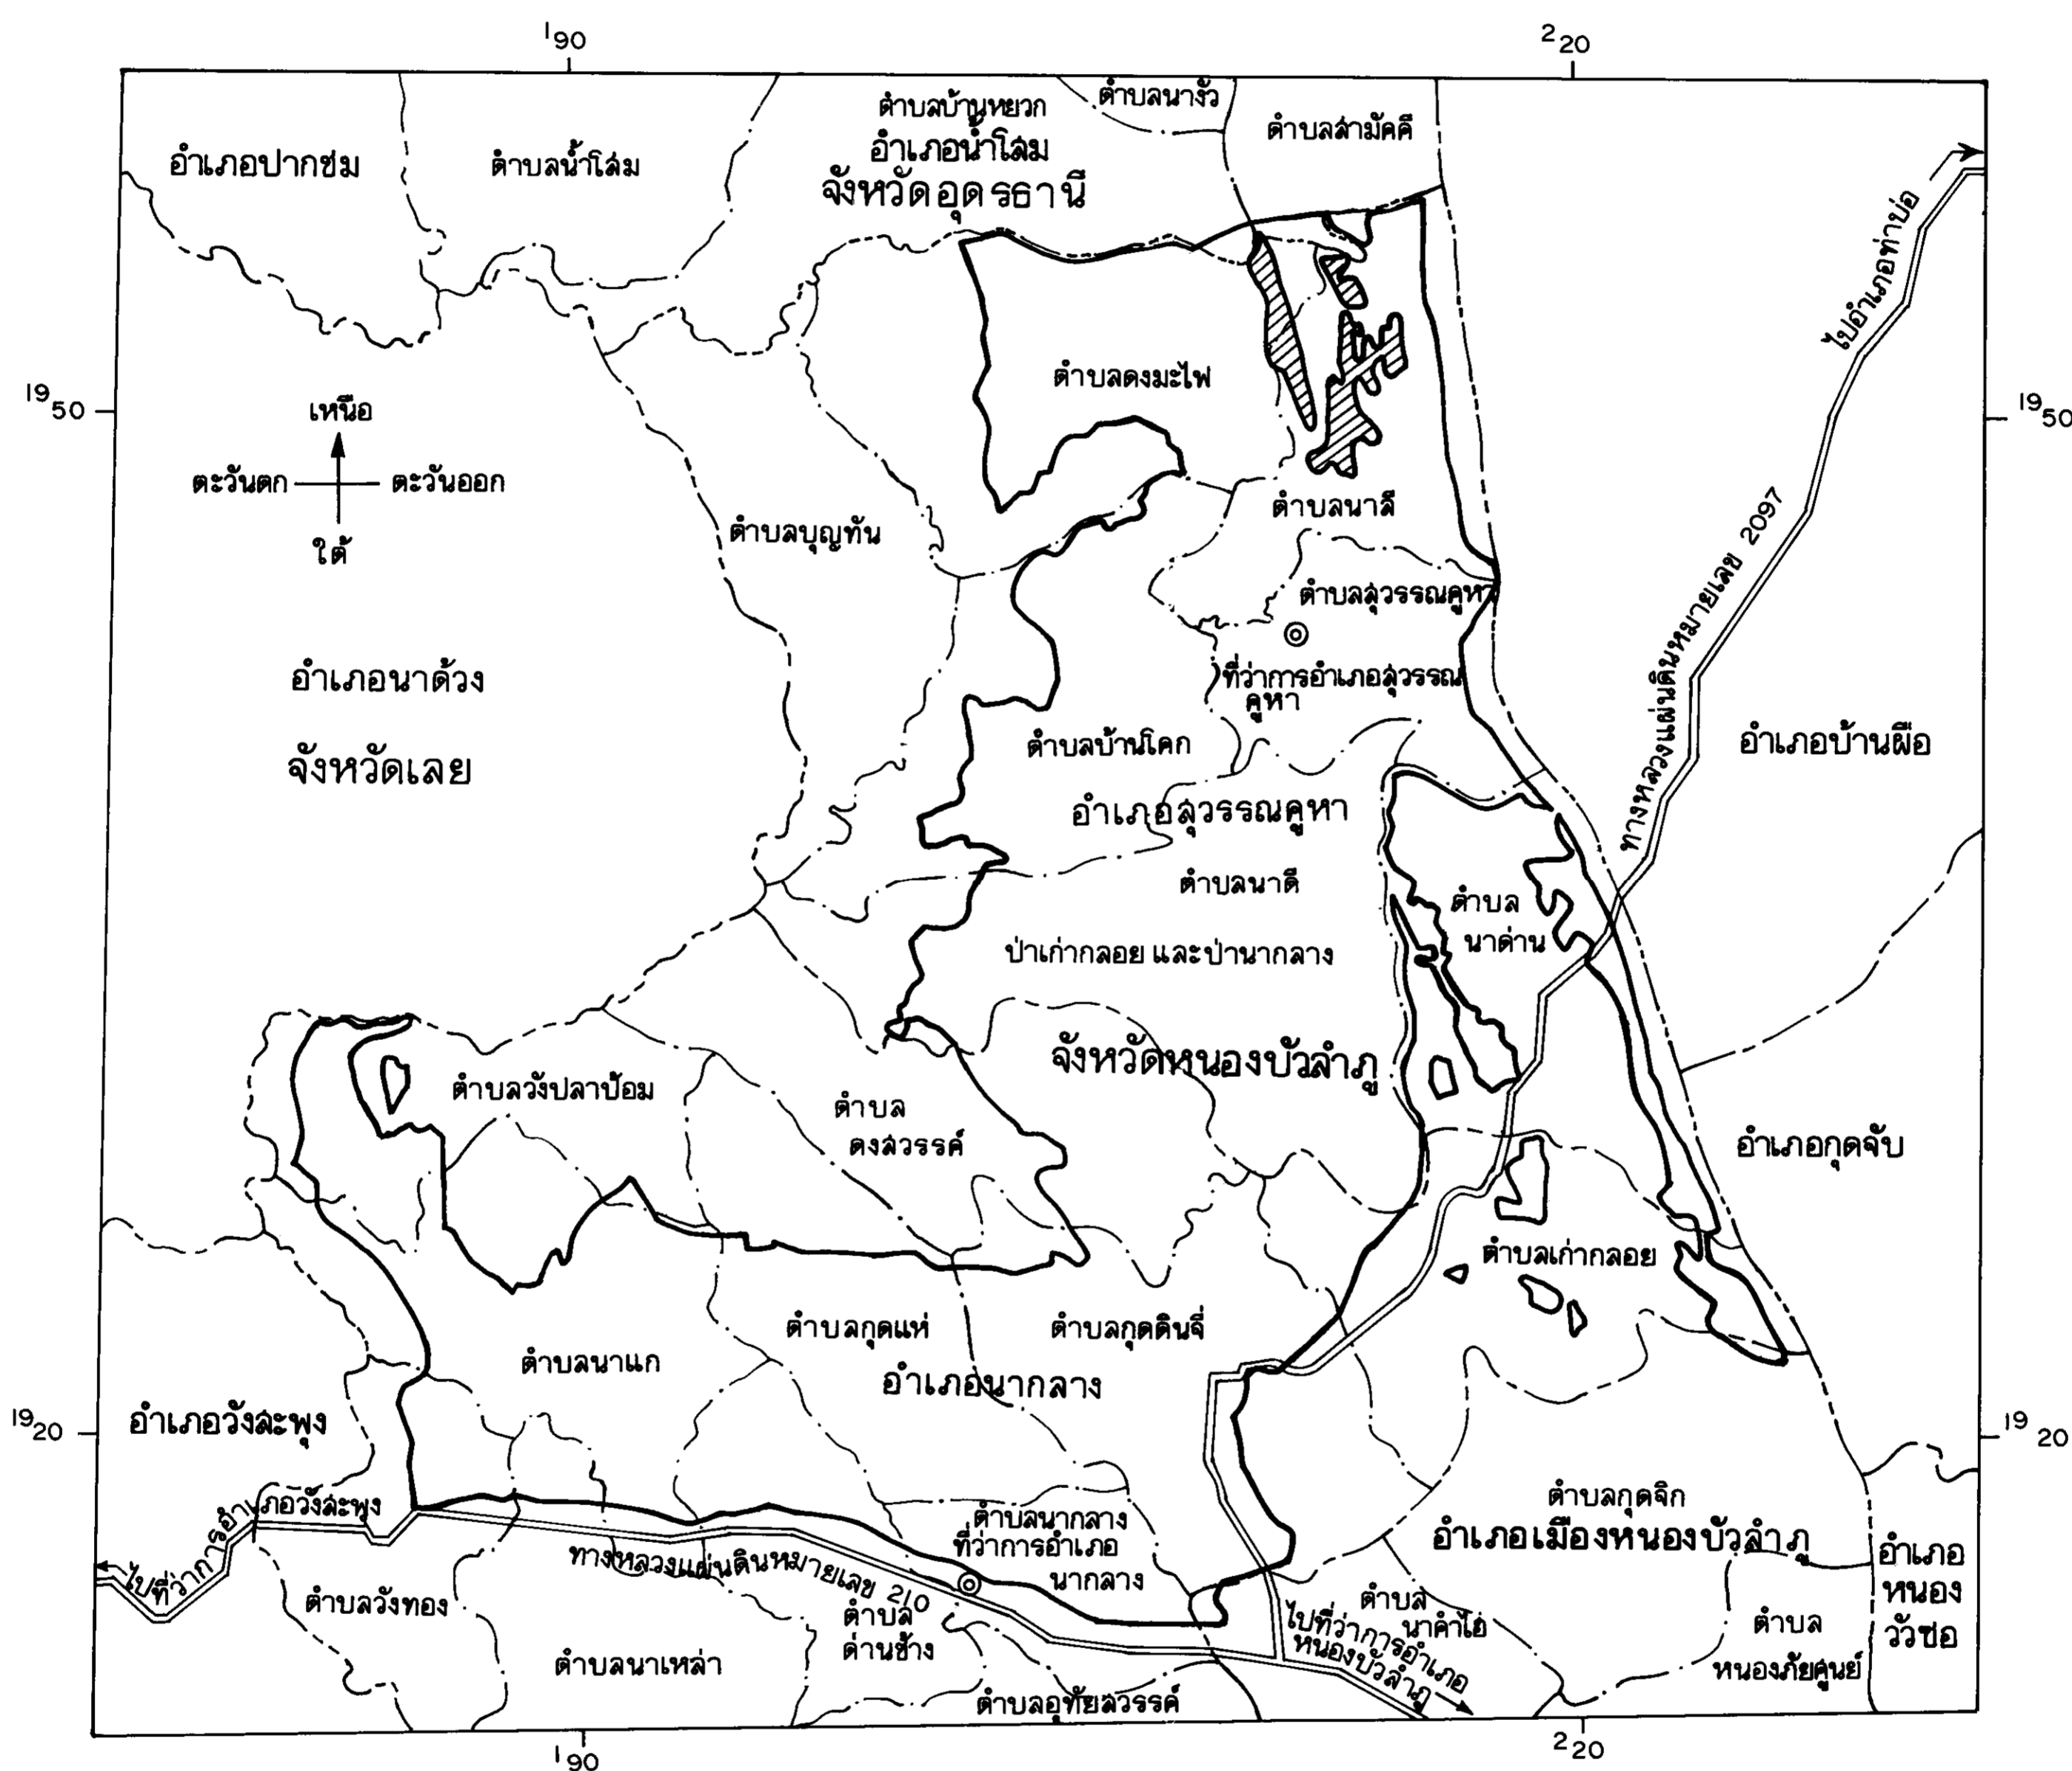 190
220
ตำบลบ้านหยวก
ตำบลนางัว
อำเภอปากชม
ตำบลน้ำโสม
อำเภอน้ำโสม
ตำบลสามัคคี
จังหวัดอุดรธานี
ไปอำเภอท่าบ่อ
1950
1950
เหนือ
ตะวันตก
ตะวันออก
ใต้
ตำบลดงมะไฟ
ตำบลบุญทัน
ตำบลนาสี
ตำบลสุวรรณคูหา
ที่ว่าการอำเภอสุวรรณ
คูหา
ทางหลวงแผ่นดินหมายเลข 2097
อำเภอนาด้วง
จังหวัดเลย
ตำบลบ้านโคก
อำเภอบ้านผือ
อำเภอสุวรรณคูหา
ตำบลนาดี
ตำบล
นาด่าน
ป่าเก่ากลอย และป่านากลาง
จังหวัดหนองบัวลำภู
ตำบลวังปลาป้อม
ตำบล
ดงสวรรค์
อำเภอกุดจับ
ตำบลเก่ากลอย
ตำบลกุดแห่
ตำบลกุดดินจี่
ตำบลนาแก
อำเภอนากลาง
1920
1920
อำเภอวังสะพุง
ไปที่ว่าการอำเภอวังสะพุง
ตำบลกุดจิก
อำเภอเมืองหนองบัวลำภู
ตำบลนากลาง
ที่ว่าการอำเภอ
นากลาง
ทางหลวงแผ่นดินหมายเลข 210
อำเภอ
หนอง
วัวซอ
ตำบลวังทอง
ตำบล
ด่านช้าง
ตำบล
นาคำไฮ
ไปที่ว่าการอำเภอ
หนองบัวลำภู
ตำบล
หนองภัยศูนย์
ตำบลนาเหล่า
ตำบลอุทัยสวรรค์
190
220